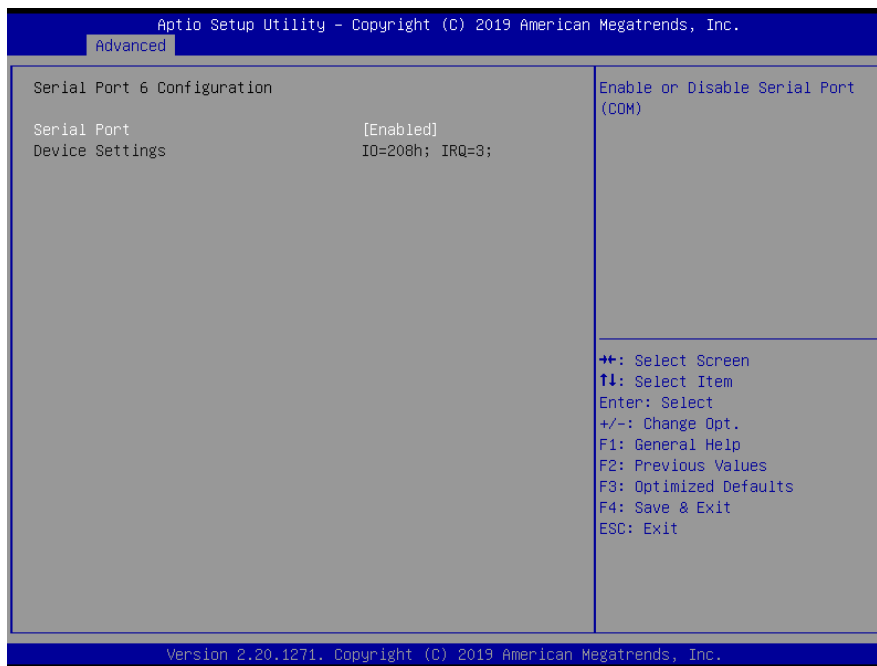 Aptio Setup Utility – Copyright (C) 2019 American Megatrends, Inc.
Advanced
Serial Port 6 Configuration
Serial Port [Enabled]
Device Settings IO=208h; IRQ=3;
Enable or Disable Serial Port
(COM)
→←: Select Screen
↑↓: Select Item
Enter: Select
+/-: Change Opt.
F1: General Help
F2: Previous Values
F3: Optimized Defaults
F4: Save & Exit
ESC: Exit
Version 2.20.1271. Copyright (C) 2019 American Megatrends, Inc.